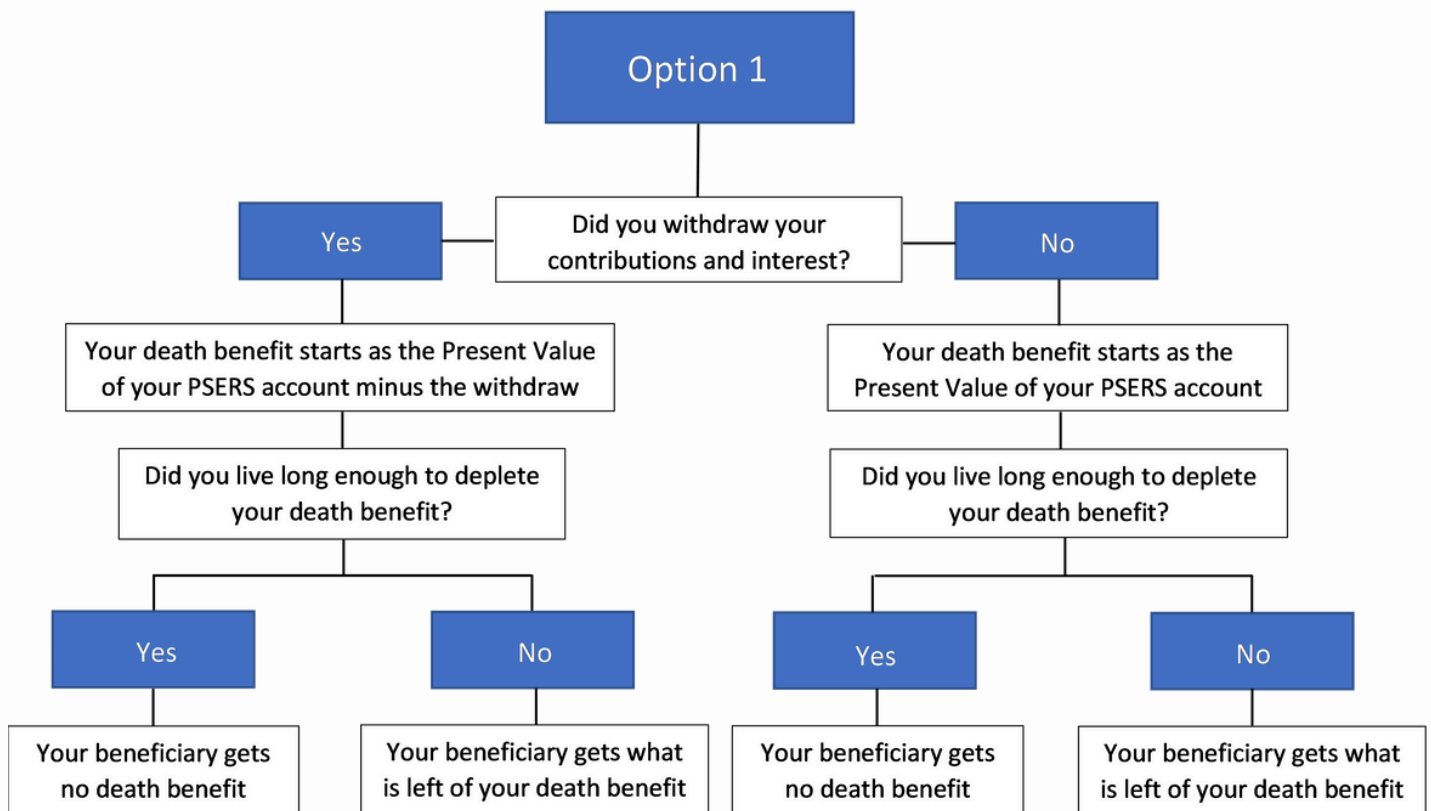 Option 1
Yes
Did you withdraw your
contributions and interest?
No
Your death benefit starts as the Present Value
of your PSERS account minus the withdraw
Your death benefit starts as the
Present Value of your PSERS account
Did you live long enough to deplete
your death benefit?
Did you live long enough to deplete
your death benefit?
Yes
No
Yes
No
Your beneficiary gets
no death benefit
Your beneficiary gets what
is left of your death benefit
Your beneficiary gets
no death benefit
Your beneficiary gets what
is left of your death benefit